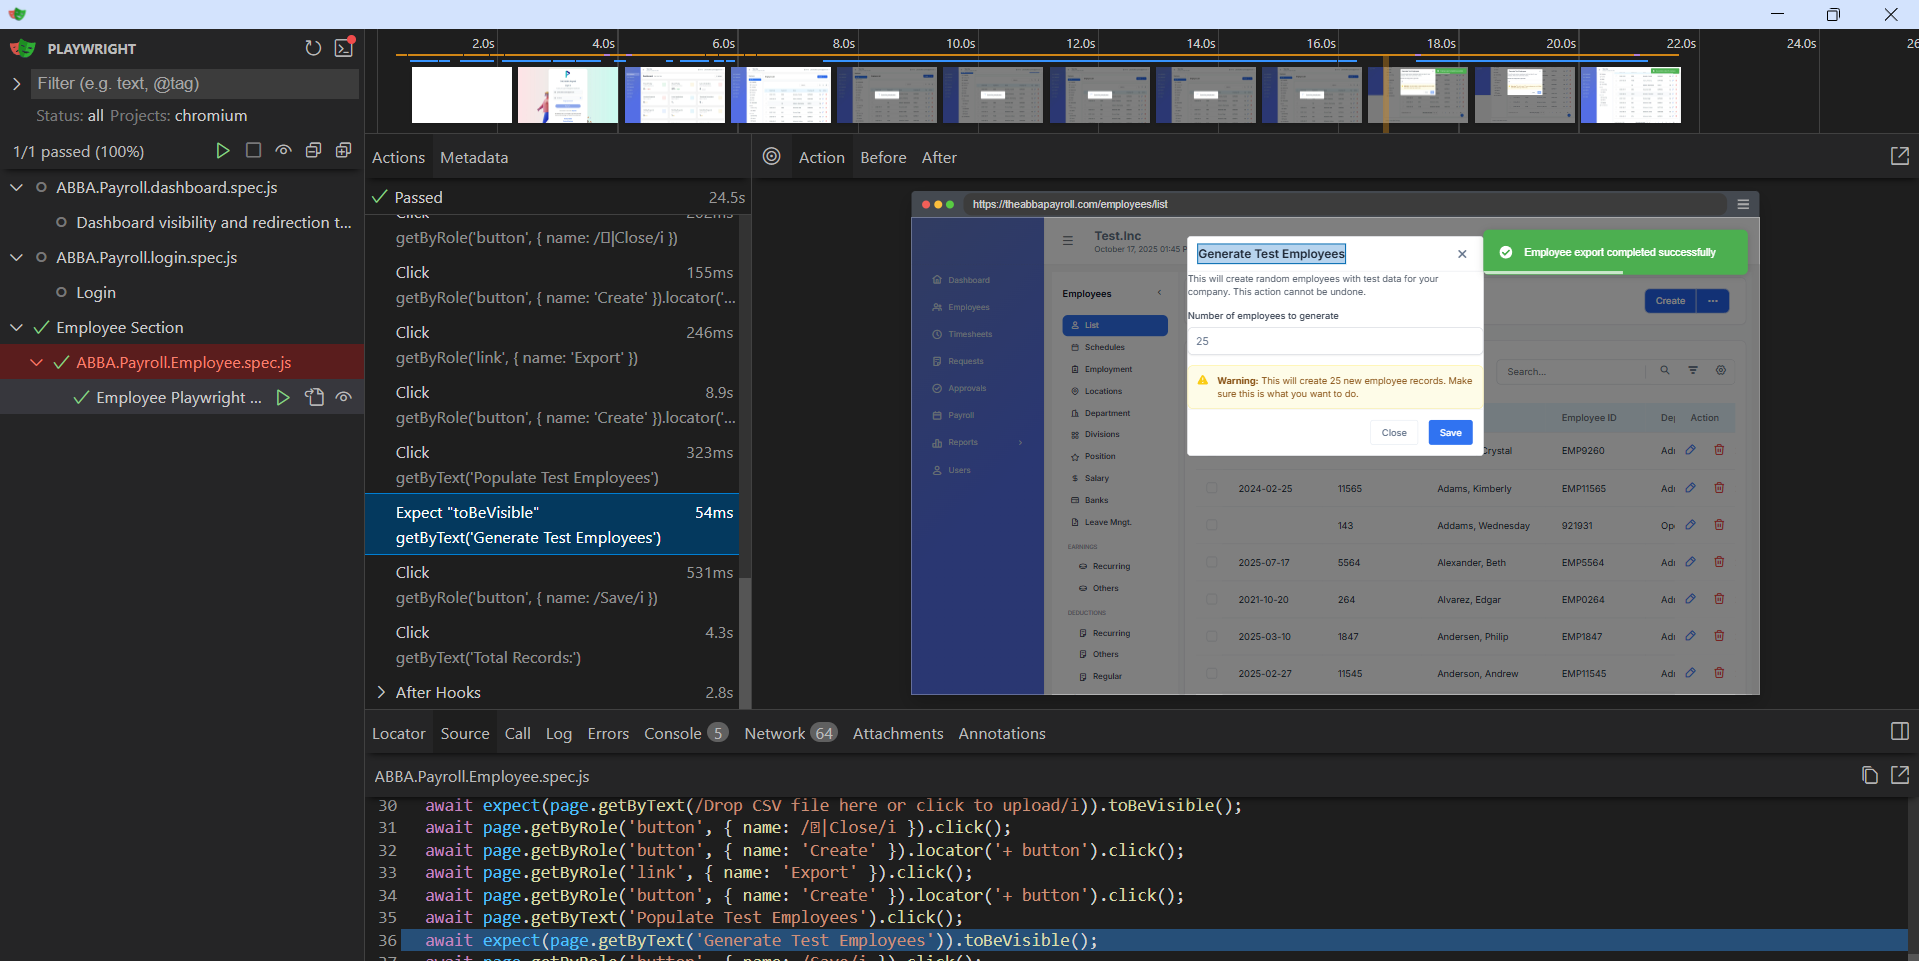 PLAYWRIGHT
Filter (e.g. text, @tag)
Status: all Projects: chromium
1/1 passed (100%)
ABBA.Payroll.dashboard.spec.js
Dashboard visibility and redirection t...
ABBA.Payroll.login.spec.js
Login
Employee Section
ABBA.Payroll.Employee.spec.js
Employee Playwright ...
2.0s 4.0s 6.0s 8.0s 10.0s 12.0s 14.0s 16.0s 18.0s 20.0s 22.0s 24.0s 26
Actions Metadata
Passed 24.5s
Click 202ms
getByRole('button', { name: /▯|Close/i })
Click 155ms
getByRole('button', { name: 'Create' }).locator('...
Click 246ms
getByRole('link', { name: 'Export' })
Click 8.9s
getByRole('button', { name: 'Create' }).locator('...
Click 323ms
getByText('Populate Test Employees')
Expect "toBeVisible" 54ms
getByText('Generate Test Employees')
Click 531ms
getByRole('button', { name: /Save/i })
Click 4.3s
getByText('Total Records:')
After Hooks 2.8s
Action Before After
https://theabbapayroll.com/employees/list
Test.Inc
October 17, 2025 01:45 P
Dashboard
Employees
Timesheets
Requests
Approvals
Payroll
Reports
Users
Employees
List
Schedules
Employment
Locations
Department
Divisions
Position
Salary
Banks
Leave Mngt.
EARNINGS
Recurring
Others
DEDUCTIONS
Recurring
Others
Regular
Generate Test Employees
This will create random employees with test data for your
company. This action cannot be undone.
Number of employees to generate
25
Warning: This will create 25 new employee records. Make
sure this is what you want to do.
Close Save
Employee export completed successfully
Create ...
Search...
Employee ID De Action
Crystal EMP9260 Ad
2024-02-25 11565 Adams, Kimberly EMP11565 Ad
143 Addams, Wednesday 921931 Op
2025-07-17 5564 Alexander, Beth EMP5564 Ad
2021-10-20 264 Alvarez, Edgar EMP0264 Ad
2025-03-10 1847 Andersen, Philip EMP1847 Ad
2025-02-27 11545 Anderson, Andrew EMP11545 Ad
Locator Source Call Log Errors Console 5 Network 64 Attachments Annotations
ABBA.Payroll.Employee.spec.js
30 await expect(page.getByText(/Drop CSV file here or click to upload/i)).toBeVisible();
31 await page.getByRole('button', { name: /▯|Close/i }).click();
32 await page.getByRole('button', { name: 'Create' }).locator('+ button').click();
33 await page.getByRole('link', { name: 'Export' }).click();
34 await page.getByRole('button', { name: 'Create' }).locator('+ button').click();
35 await page.getByText('Populate Test Employees').click();
36 await expect(page.getByText('Generate Test Employees')).toBeVisible();
37 await page.getByRole('button', { name: /Save/i }).click();